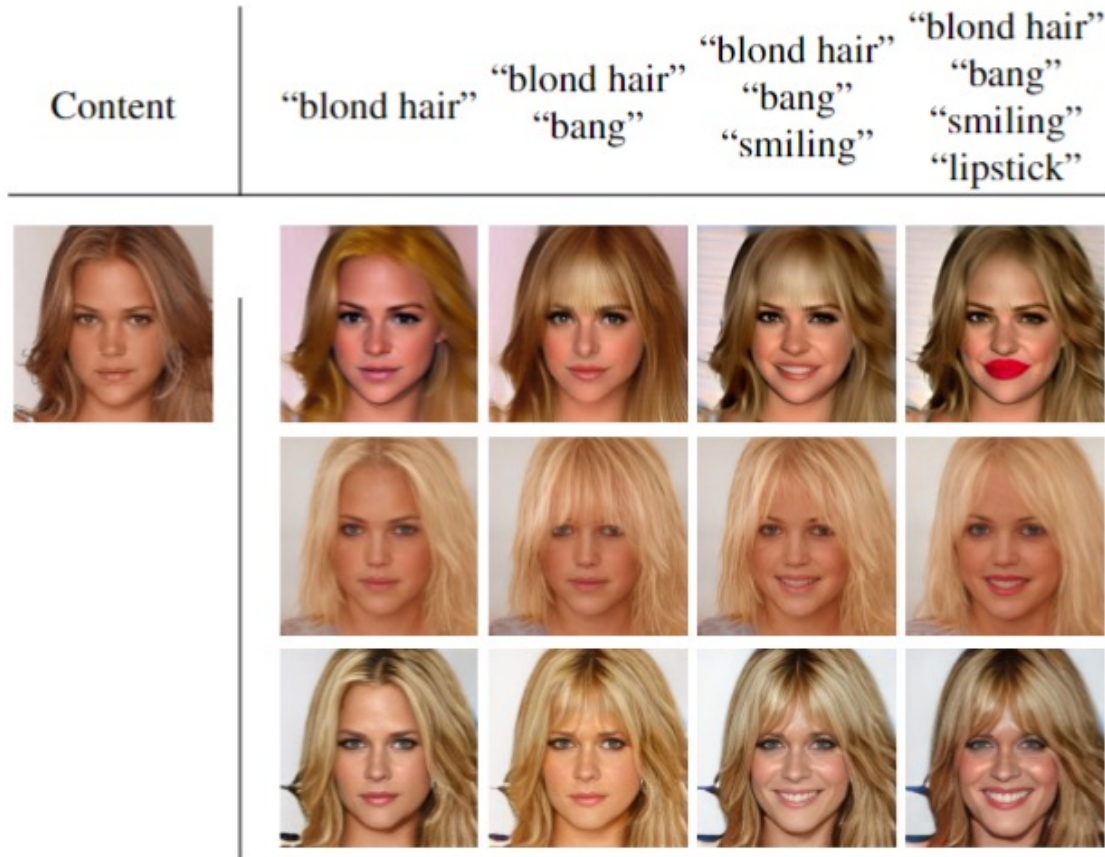 Content
“blond hair”
“blond hair”
“bang”
“blond hair”
“bang”
“smiling”
“blond hair”
“bang”
“smiling”
“lipstick”